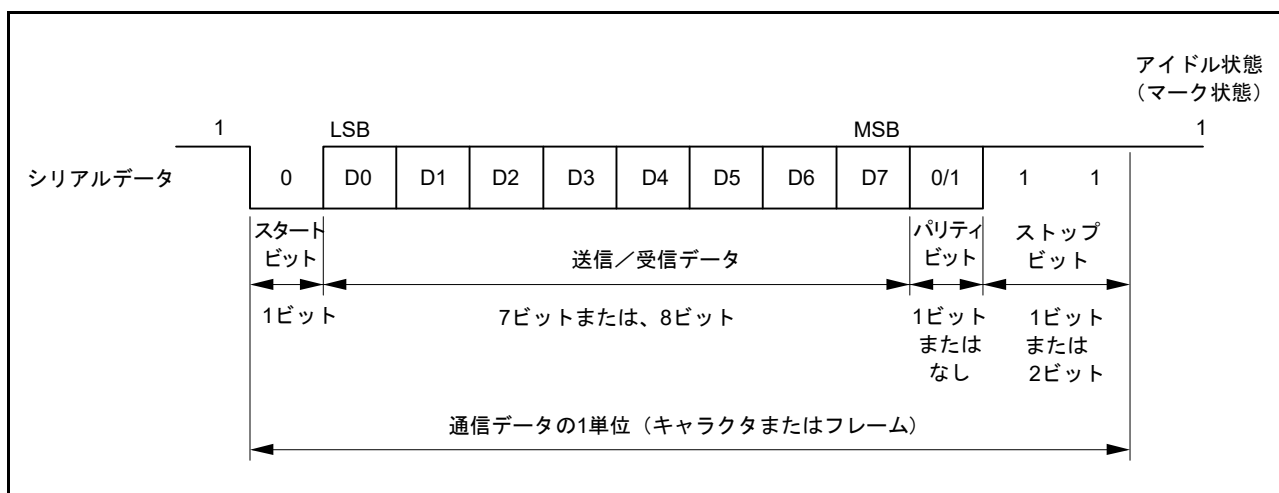 アイドル状態
（マーク状態）
1 LSB MSB 1
シリアルデータ 0 D0 D1 D2 D3 D4 D5 D6 D7 0/1 1 1
スタート
ビット
送信／受信データ
パリティ
ビット
ストップ
ビット
1ビット
7ビットまたは、8ビット
1ビット
または
なし
1ビット
または
2ビット
通信データの1単位（キャラクタまたはフレーム）